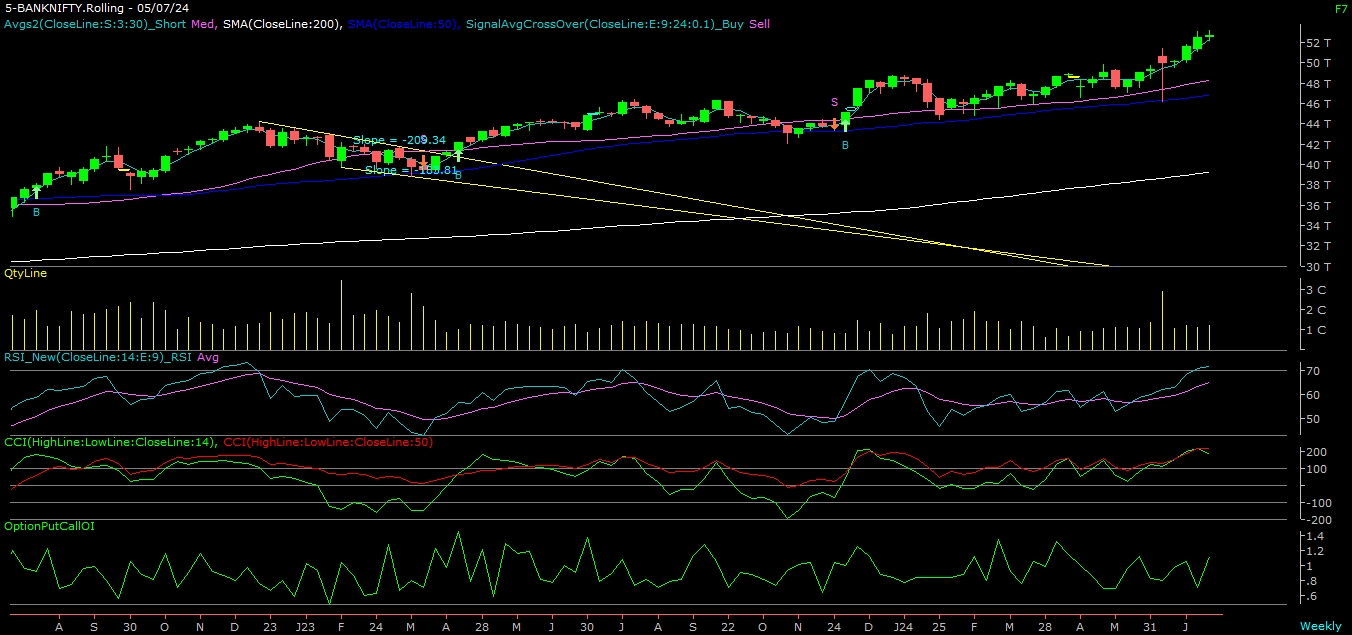 5-BANKNIFTY.Rolling - 05/07/24
F7
Avgs2(CloseLine:S:3:30)_Short Med, SMA(CloseLine:200), SMA(CloseLine:50), SignalAvgCrossOver(CloseLine:E:9:24:0.1)_Buy Sell
52 T
50 T
48 T
46 T
44 T
42 T
40 T
38 T
36 T
34 T
32 T
30 T
S
B
S
Slope = -209.34
Slope = -185.81
B
B
QtyLine
3 C
2 C
1 C
RSI_New(CloseLine:14:E:9)_RSI Avg
70
60
50
CCI(HighLine:LowLine:CloseLine:14), CCI(HighLine:LowLine:CloseLine:50)
200
100
-100
-200
OptionPutCallOI
1.4
1.2
1
.8
.6
A S 30 O N D 23 J23 F 24 M A 28 M J 30 J A S 22 O N 24 D J24 25 F M 28 A M 31 J
Weekly